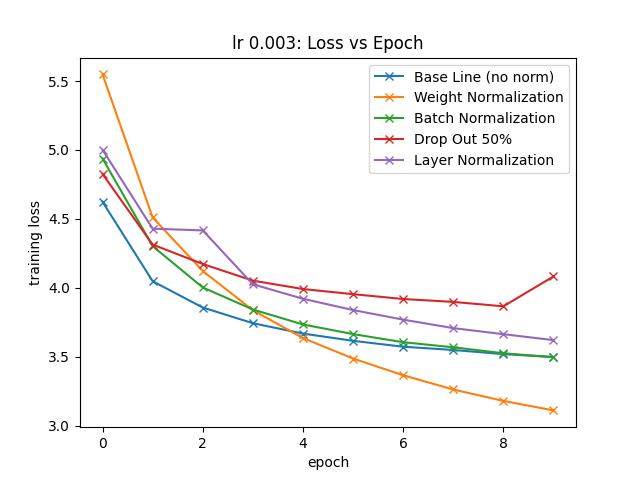 lr 0.003: Loss vs Epoch
Base Line (no norm)
Weight Normalization
Batch Normalization
Drop Out 50%
Layer Normalization
training loss
5.5
5.0
4.5
4.0
3.5
3.0
0 2 4 6 8
epoch